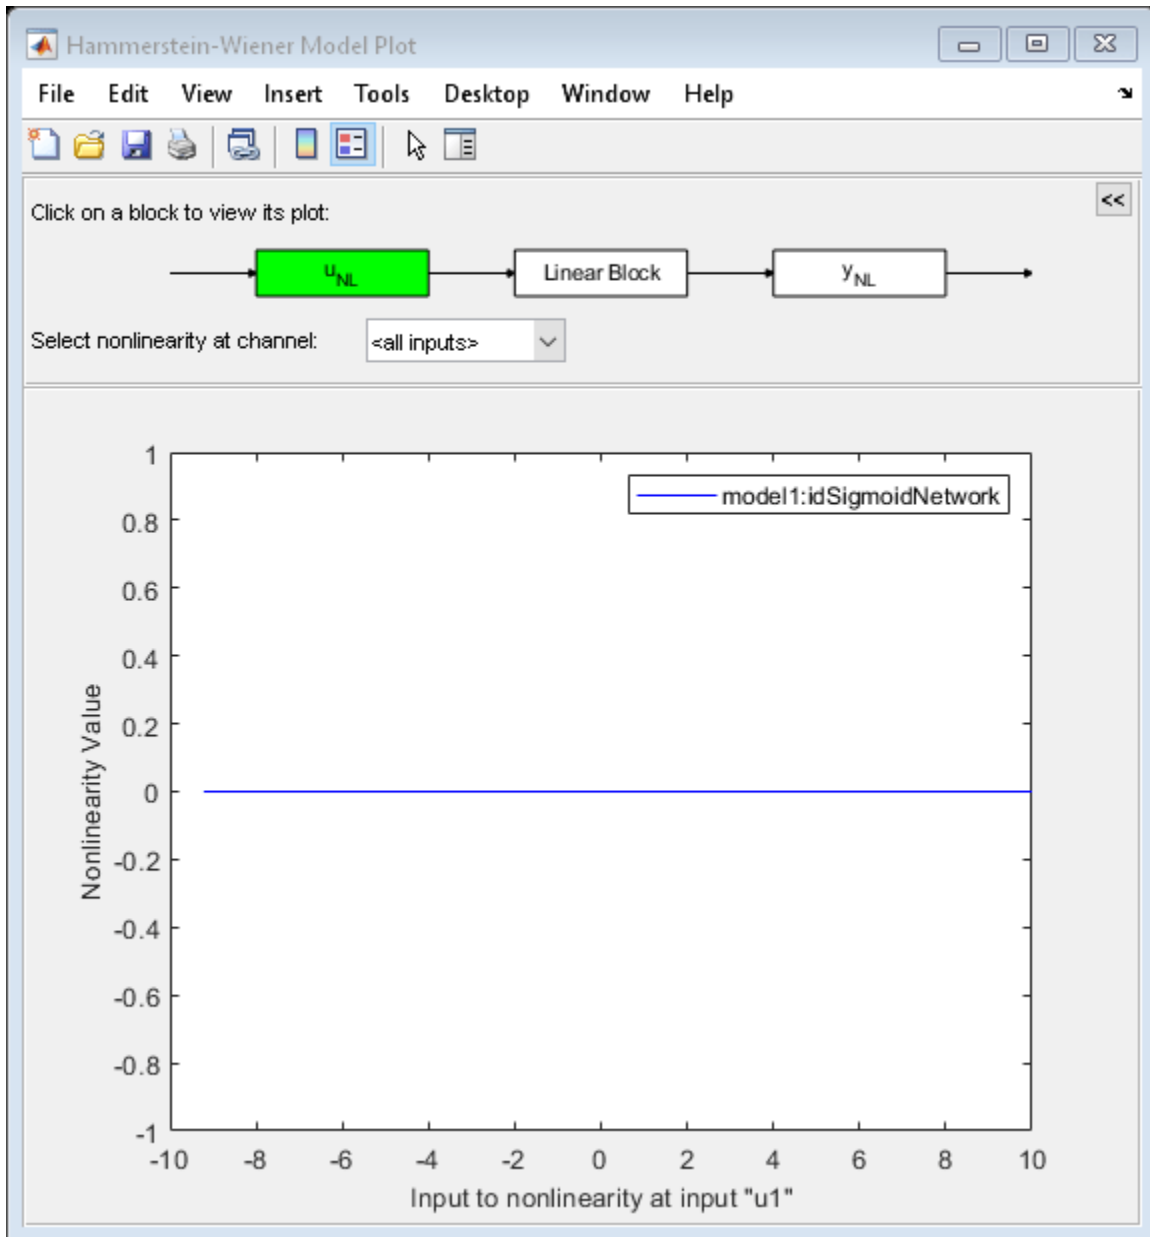 Hammerstein-Wiener Model Plot
File Edit View Insert Tools Desktop Window Help
Click on a block to view its plot:
<<
uNL Linear Block yNL
Select nonlinearity at channel: <all inputs>
model1:idSigmoidNetwork
1
0.8
0.6
0.4
0.2
0
-0.2
-0.4
-0.6
-0.8
-1
Nonlinearity Value
-10 -8 -6 -4 -2 0 2 4 6 8 10
Input to nonlinearity at input "u1"